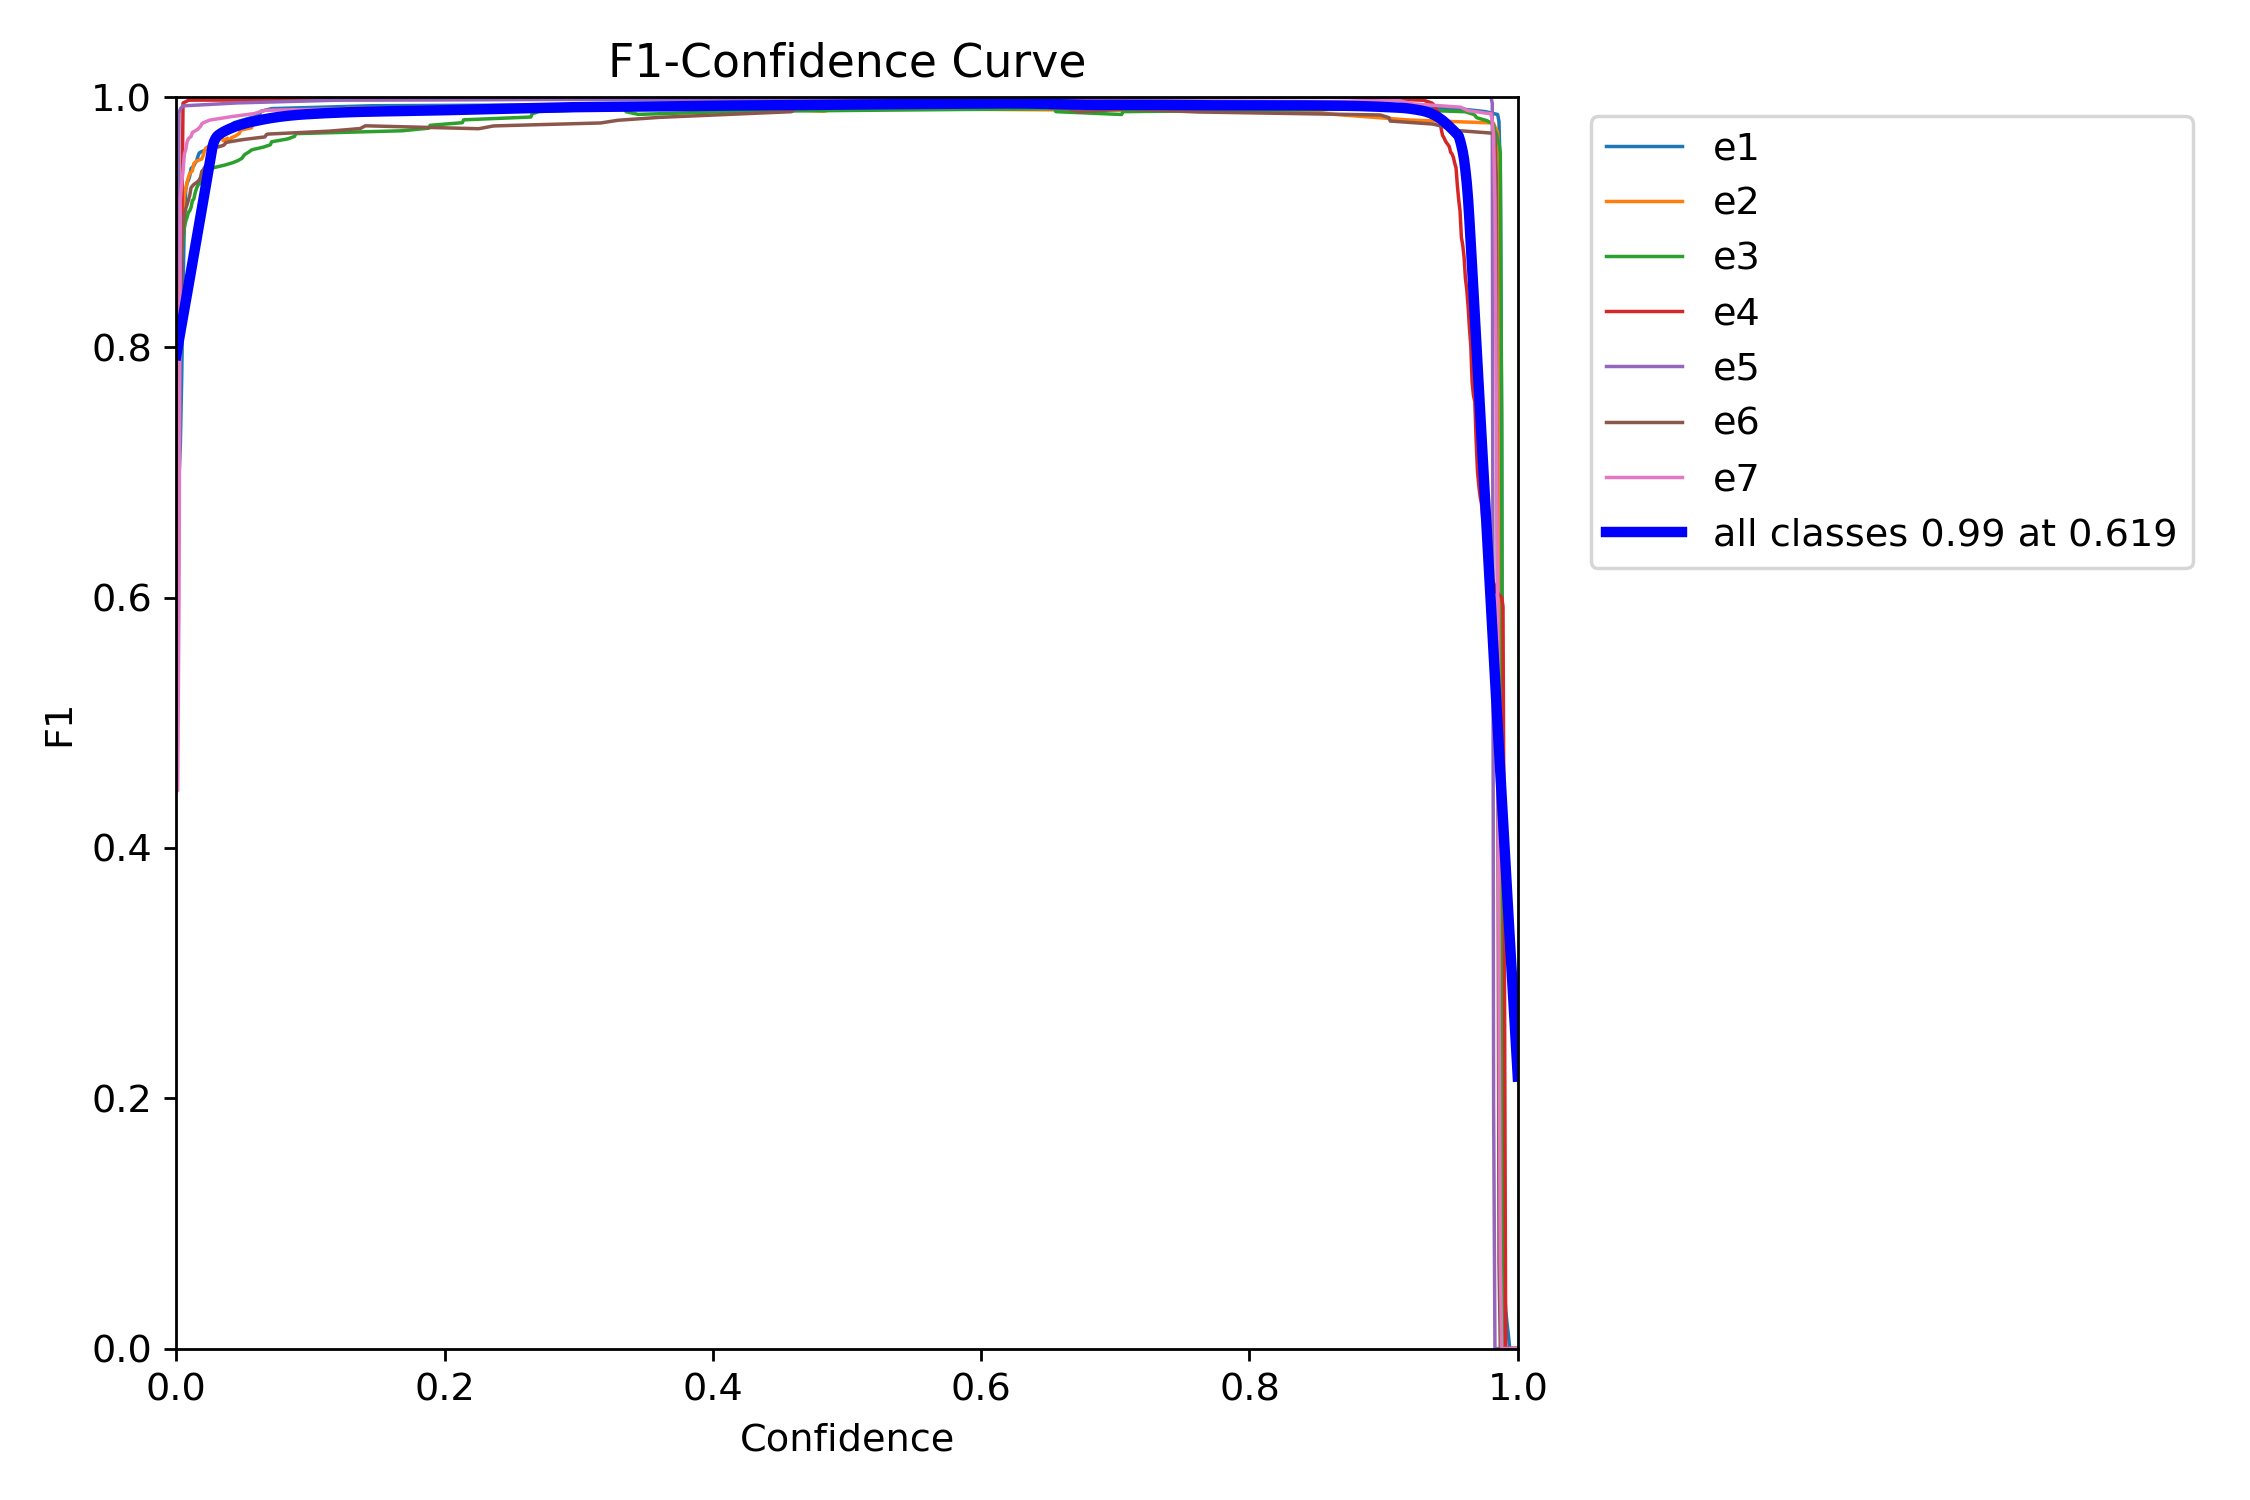 F1-Confidence Curve
1.0
0.8
0.6
0.4
0.2
0.0
F1
0.0 0.2 0.4 0.6 0.8 1.0
Confidence
e1
e2
e3
e4
e5
e6
e7
all classes 0.99 at 0.619